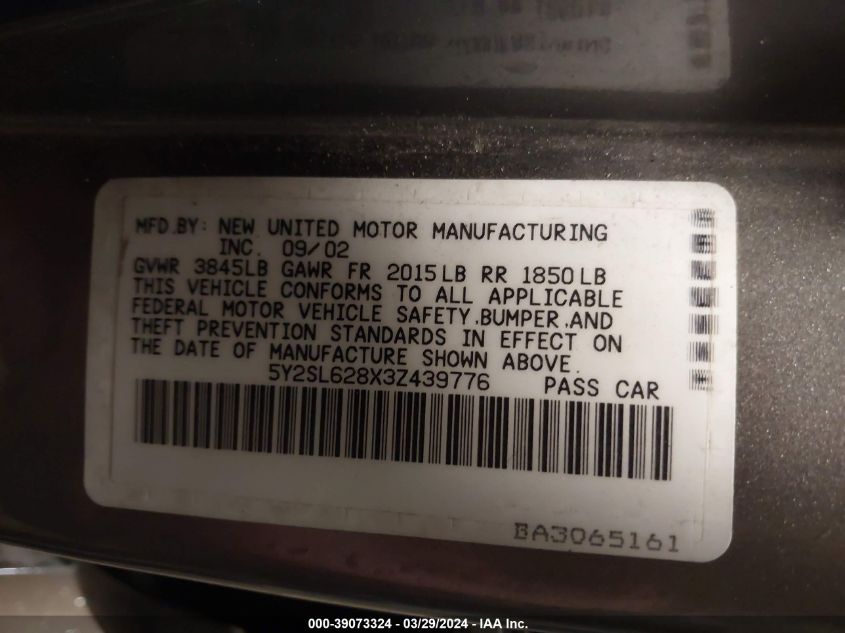 MFD.BY: NEW UNITED MOTOR MANUFACTURING
INC. 09/02
GVWR 3845LB GAWR FR 2015LB RR 1850LB
THIS VEHICLE CONFORMS TO ALL APPLICABLE
FEDERAL MOTOR VEHICLE SAFETY,BUMPER,AND
THEFT PREVENTION STANDARDS IN EFFECT ON
THE DATE OF MANUFACTURE SHOWN ABOVE.
5Y2SL628X3Z439776 PASS CAR
BA3065161
000-39073324 - 03/29/2024 - IAA Inc.